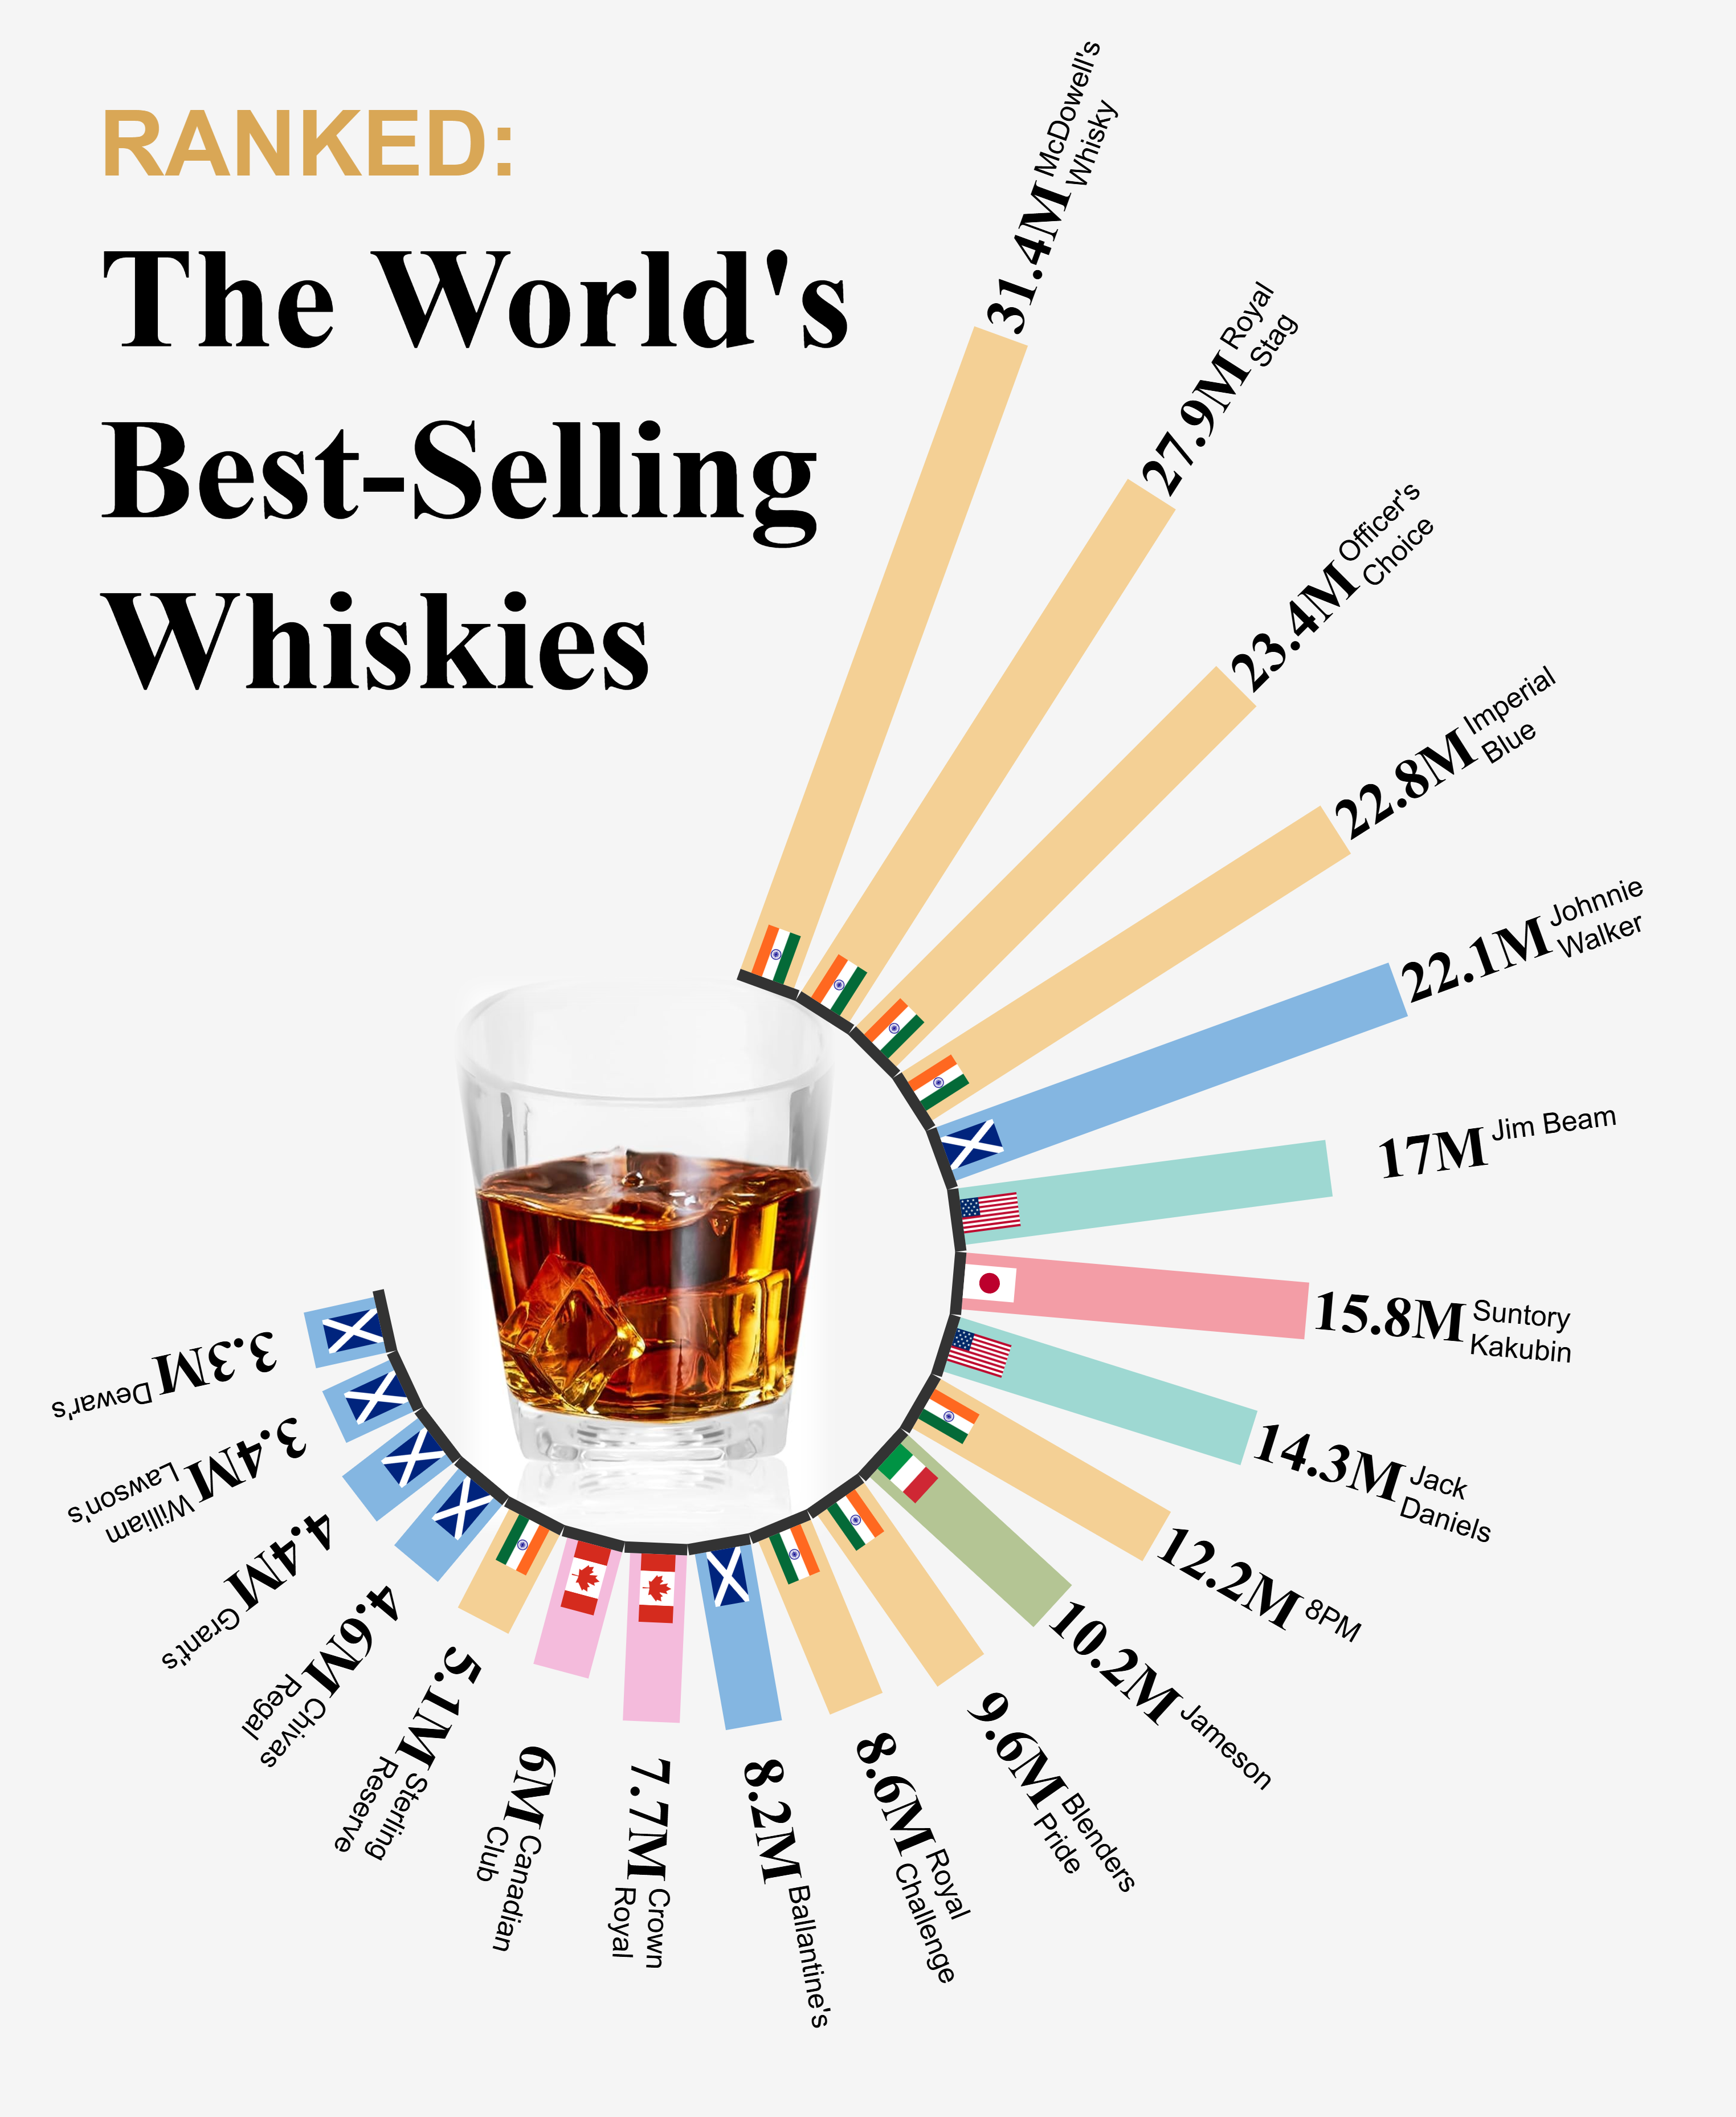 RANKED:
The World's
Best-Selling
Whiskies
31.4M
McDowell's
Whisky
27.9M
Royal
Stag
23.4M
Officer's
Choice
22.8M
Imperial
Blue
22.1M
Johnnie
Walker
17M
Jim Beam
15.8M
Suntory
Kakubin
14.3M
Jack
Daniels
12.2M
8PM
10.2M
Jameson
9.6M
Blenders
Pride
8.6M
Royal
Challenge
8.2M
Ballantine's
7.7M
Crown
Royal
6M
Canadian
Club
5.1M
Sterling
Reserve
4.6M
Chivas
Regal
4.4M
Grant's
3.4M
William
Lawson's
3.3M
Dewar's